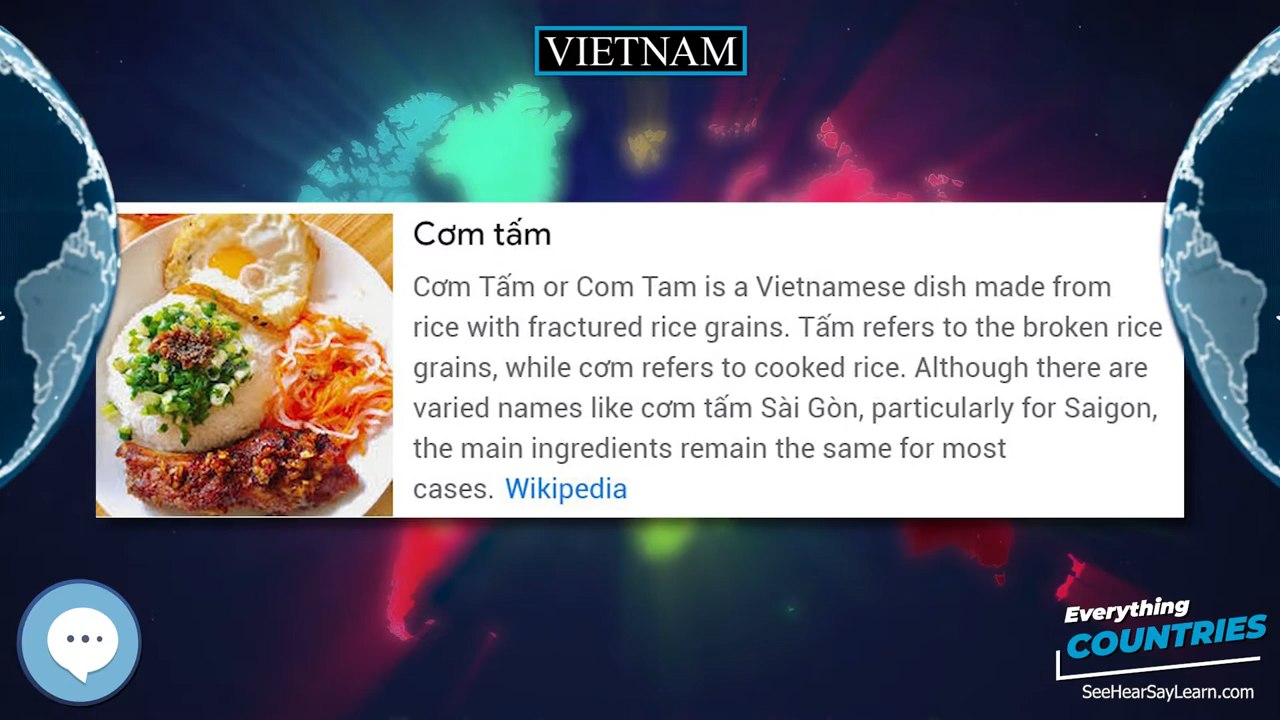 VIETNAM
Cơm tấm
Cơm Tấm or Com Tam is a Vietnamese dish made from
rice with fractured rice grains. Tấm refers to the broken rice
grains, while cơm refers to cooked rice. Although there are
varied names like cơm tấm Sài Gòn, particularly for Saigon,
the main ingredients remain the same for most
cases. Wikipedia
Everything
COUNTRIES
SeeHearSayLearn.com